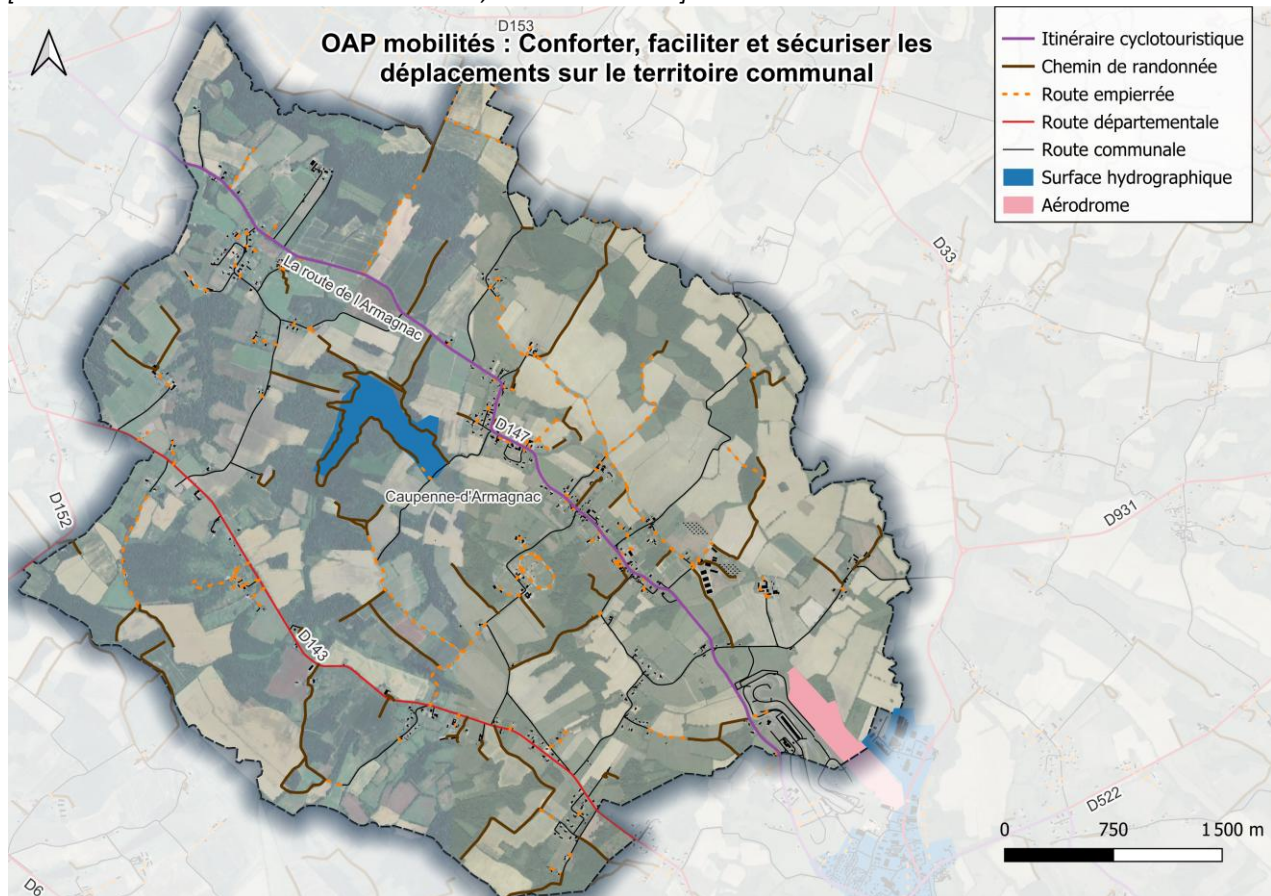 D153
OAP mobilités : Conforter, faciliter et sécuriser les
déplacements sur le territoire communal
Itinéraire cyclotouristique
Chemin de randonnée
Route empierrée
Route départementale
Route communale
Surface hydrographique
Aérodrome
D33
La route de l'Armagnac
D147
Caupenne-d'Armagnac
D152
D931
D143
D522
0 750 1 500 m
D6